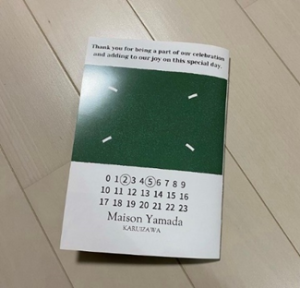 Thank you for being a part of our celebration
and adding to our joy on this special day.
0 1 2 3 4 5 6 7 8 9
10 11 12 13 14 15 16
17 18 19 20 21 22 23
Maison Yamada
KARUIZAWA